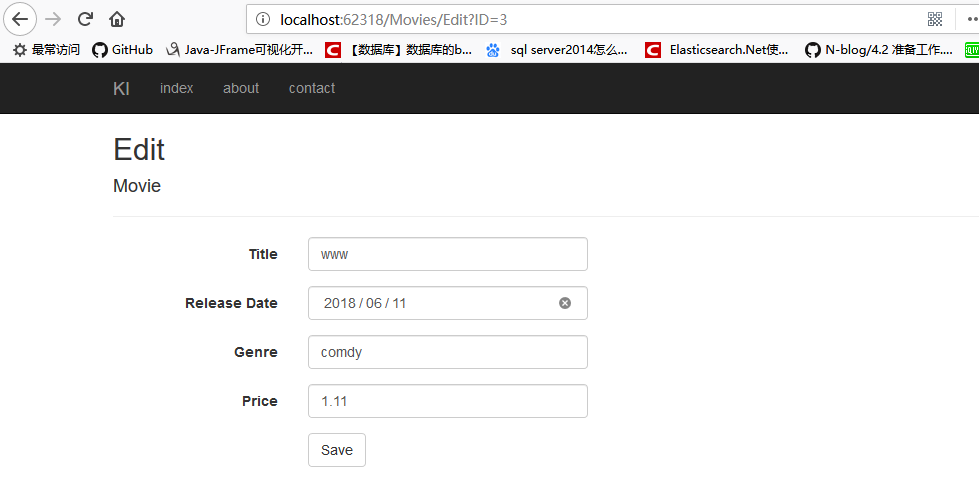 localhost:62318/Movies/Edit?ID=3
最常访问 GitHub Java-JFrame可视化开... 【数据库】数据库的b... sql server2014怎么... Elasticsearch.Net使... N-blog/4.2 准备工作....
KI index about contact
Edit
Movie
Title www
Release Date 2018 / 06 / 11
Genre comdy
Price 1.11
Save